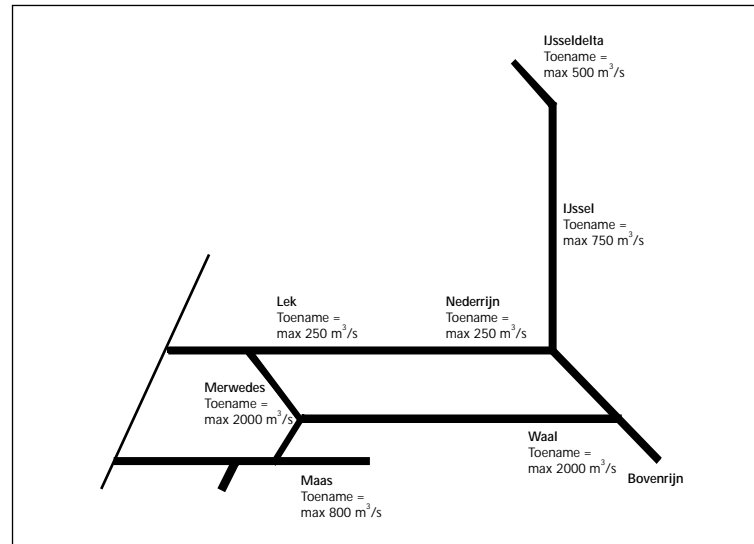 IJsseldelta
Toename =
max 500 m³/s
IJssel
Toename =
max 750 m³/s
Lek
Toename =
max 250 m³/s
Nederrijn
Toename =
max 250 m³/s
Merwedes
Toename =
max 2000 m³/s
Waal
Toename =
max 2000 m³/s
Bovenrijn
Maas
Toename =
max 800 m³/s